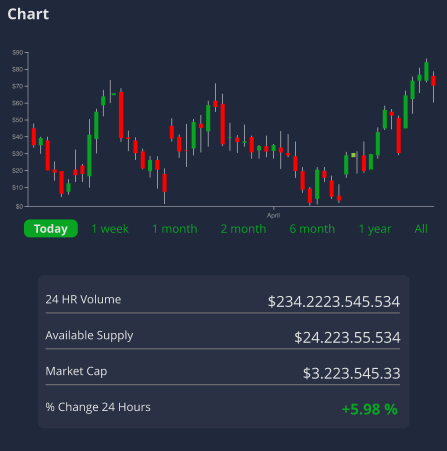 Chart
$90
$80
$70
$60
$50
$40
$30
$20
$10
$0
April
Today 1 week 1 month 2 month 6 month 1 year All
24 HR Volume $234.2223.545.534
Available Supply $24.223.55.534
Market Cap $3.223.545.33
% Change 24 Hours +5.98 %